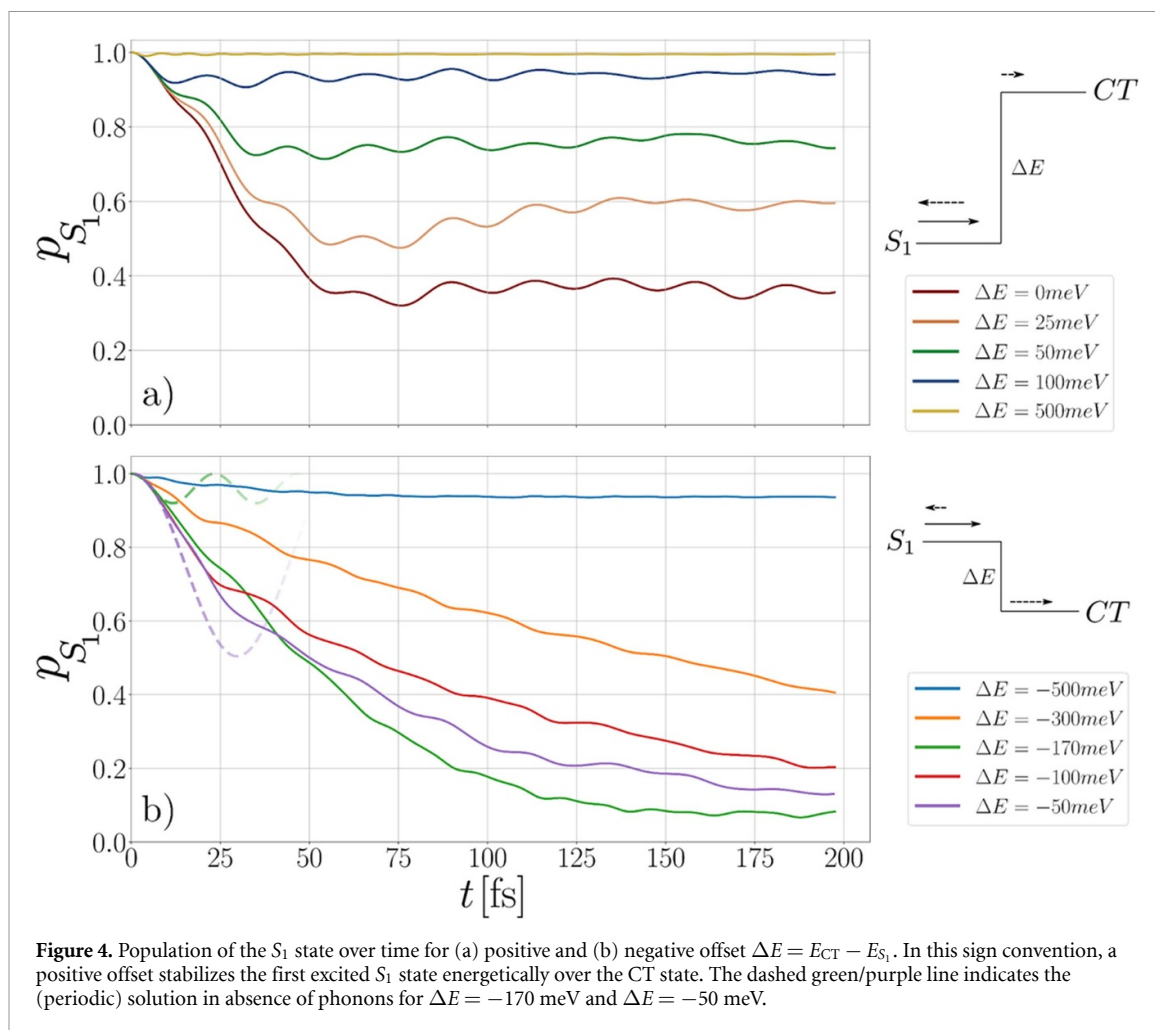 1.0
0.8
0.6
0.4
0.2
0.0
p_{S_1}
a)
CT
ΔE
S_1
ΔE = 0meV
ΔE = 25meV
ΔE = 50meV
ΔE = 100meV
ΔE = 500meV
1.0
0.8
0.6
0.4
0.2
0.0
p_{S_1}
b)
0 25 50 75 100 125 150 175 200
t [fs]
S_1
ΔE
CT
ΔE = −500meV
ΔE = −300meV
ΔE = −170meV
ΔE = −100meV
ΔE = −50meV
Figure 4. Population of the S_1 state over time for (a) positive and (b) negative offset ΔE = E_{CT} − E_{S_1}. In this sign convention, a
positive offset stabilizes the first excited S_1 state energetically over the CT state. The dashed green/purple line indicates the
(periodic) solution in absence of phonons for ΔE = −170 meV and ΔE = −50 meV.